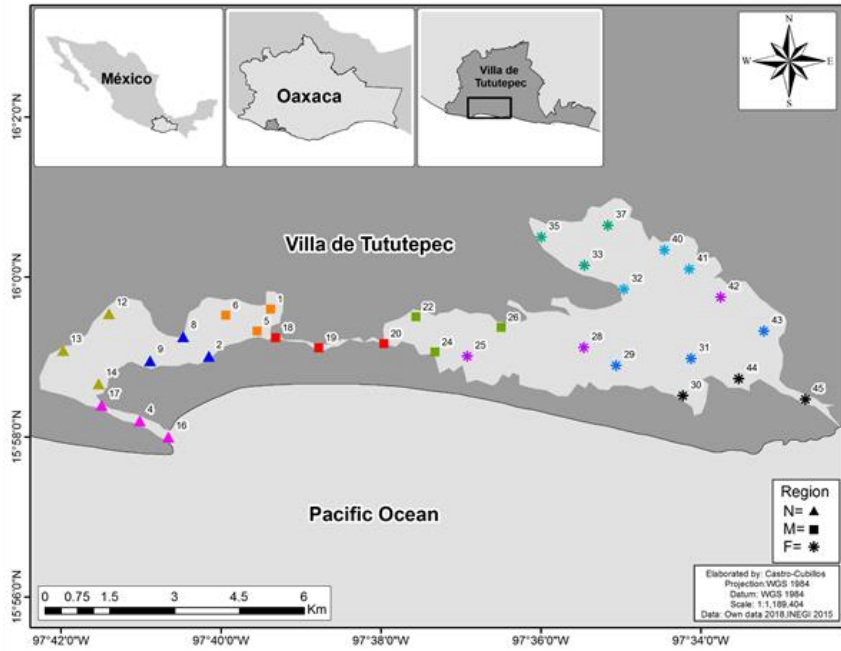 México
Oaxaca
Villa de
Tututepec
N
W
E
S
16°2'0"N
16°0'0"N
15°58'0"N
15°56'0"N
Villa de Tututepec
35
37
40
33
41
32
42
12
6
1
22
13
8
5
18
26
43
9
2
19
20
24
25
28
29
31
14
17
30
44
45
4
16
Pacific Ocean
Region
N=
M=
F=
Elaborated by: Castro-Cubillos
Projection:WGS 1984
Datum: WGS 1984
Scale: 1:1,189,404
Data: Own data 2018,INEGI 2015
0 0.75 1.5 3 4.5 6
Km
97°42'0"W 97°40'0"W 97°38'0"W 97°36'0"W 97°34'0"W